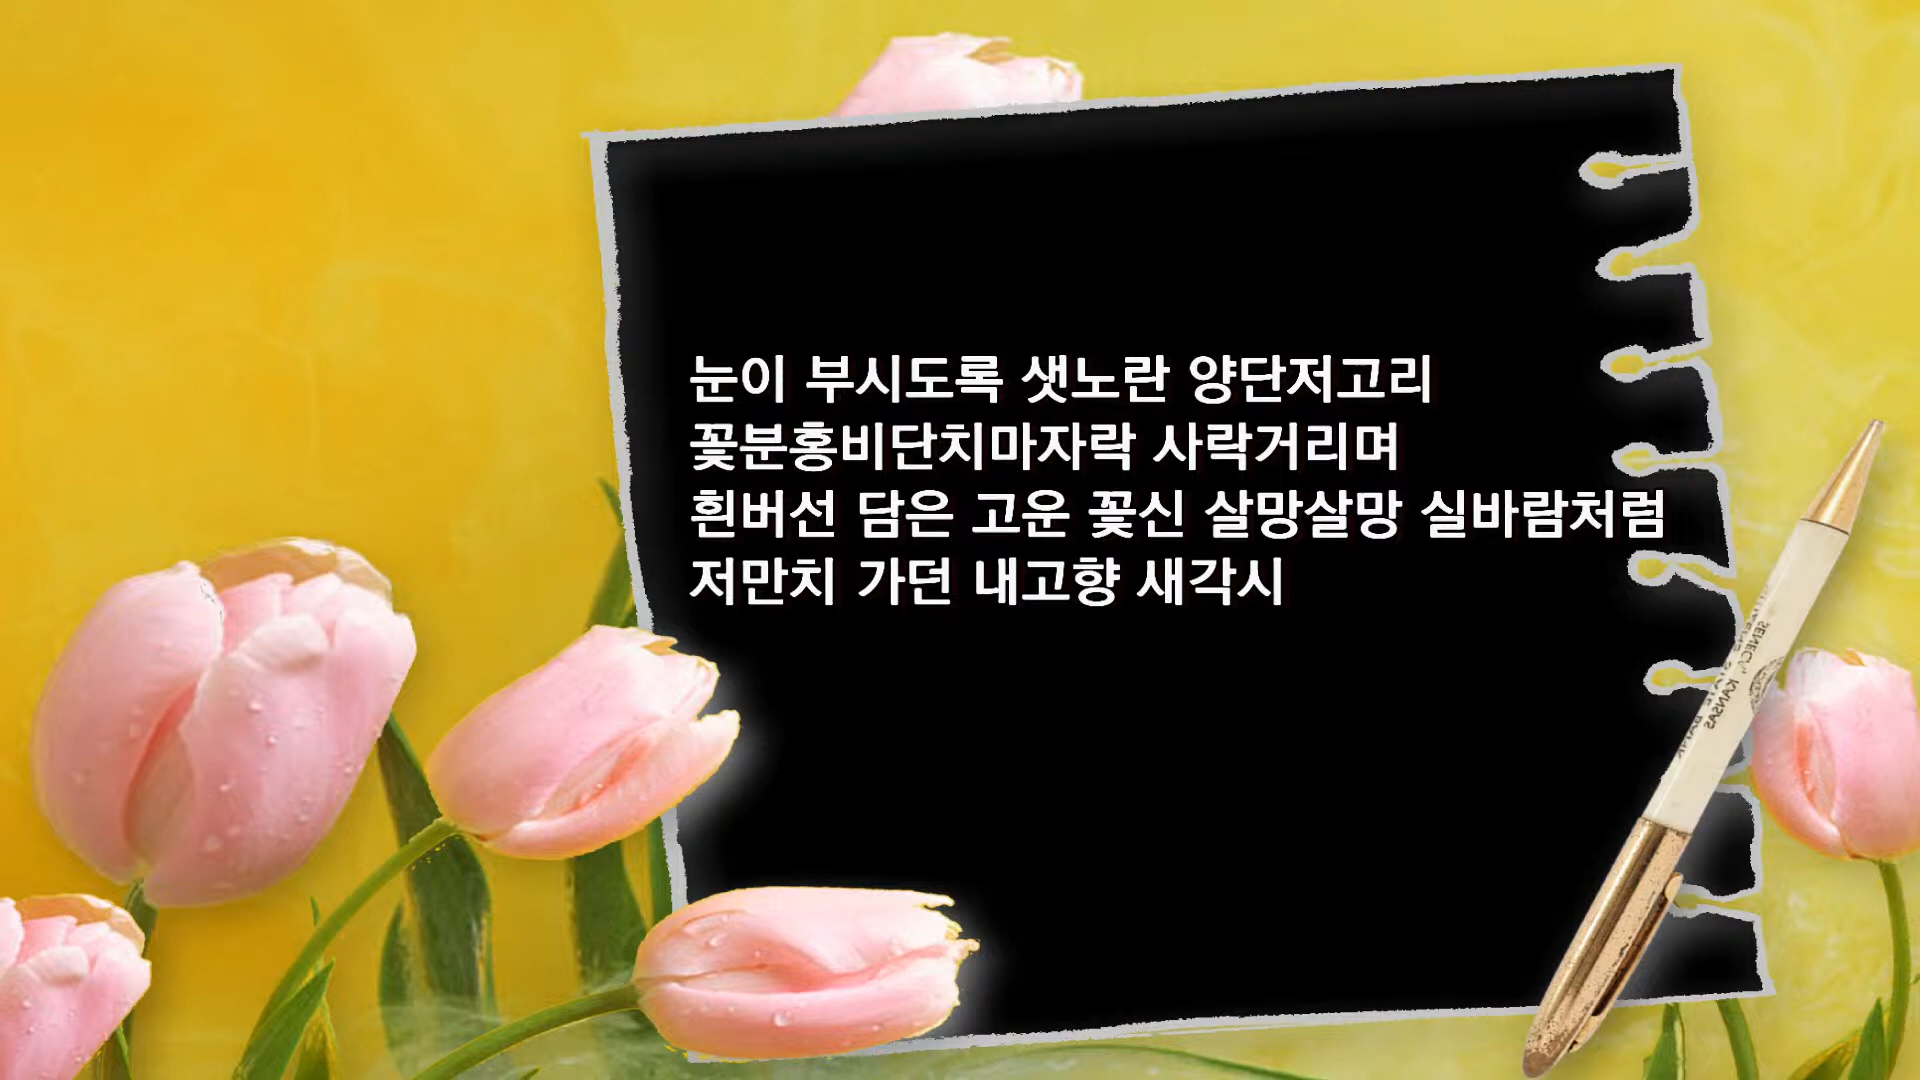 눈이 부시도록 샛노란 양단저고리
꽃분홍비단치마자락 사락거리며
흰버선 담은 고운 꽃신 살망살망 실바람처럼
저만치 가던 내고향 새각시
SENECA, KANSAS